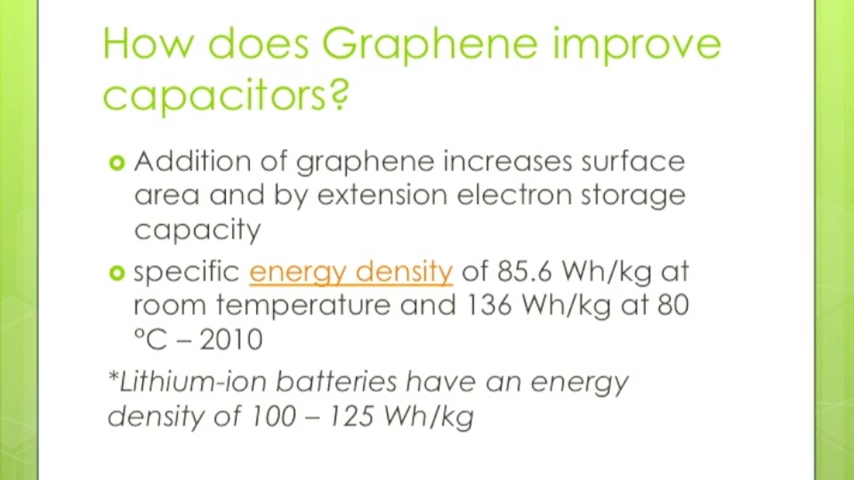 How does Graphene improve
capacitors?
Addition of graphene increases surface
area and by extension electron storage
capacity
specific energy density of 85.6 Wh/kg at
room temperature and 136 Wh/kg at 80
°C – 2010
*Lithium-ion batteries have an energy
density of 100 – 125 Wh/kg